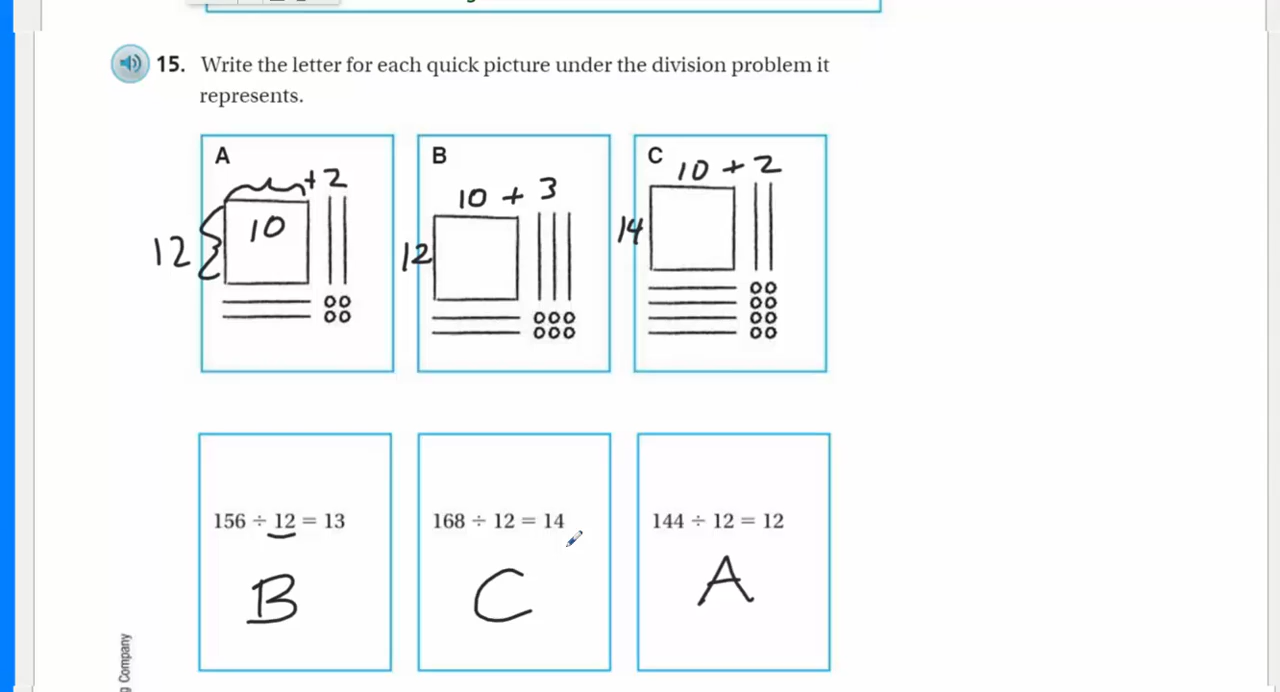 15. Write the letter for each quick picture under the division problem it
represents.
A
+2
10
12
B
10 + 3
12
C
10 + 2
14
156 ÷ 12 = 13
B
168 ÷ 12 = 14
C
144 ÷ 12 = 12
A
g Company